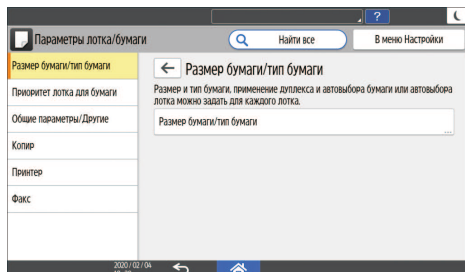 ?
Параметры лотка/бумаги
Найти все
В меню Настройки
Размер бумаги/тип бумаги
Приоритет лотка для бумаги
Общие параметры/Другие
Копир
Принтер
Факс
Размер бумаги/тип бумаги
Размер и тип бумаги, применение дуплекса и автовыбора бумаги или автовыбора
лотка можно задать для каждого лотка.
Размер бумаги/тип бумаги
...
2020 / 02 / 04